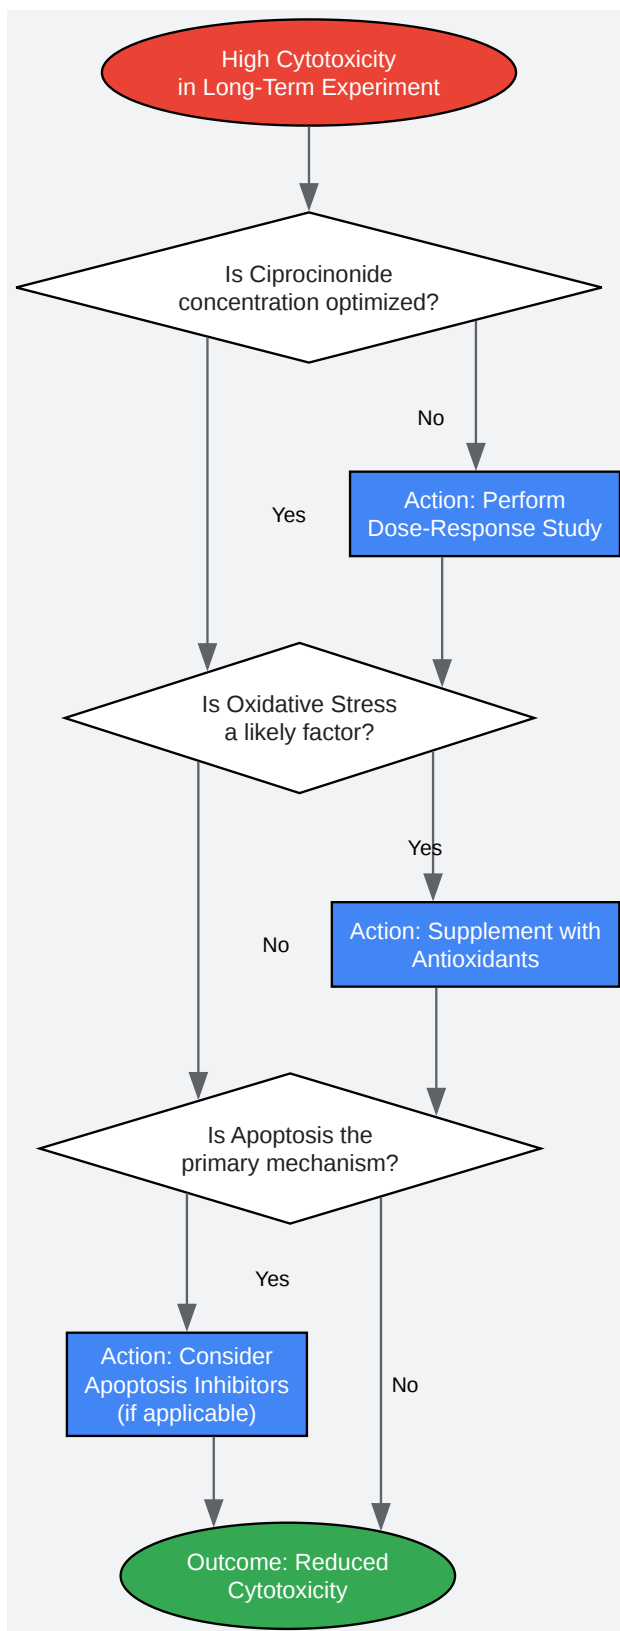 High Cytotoxicity
in Long-Term Experiment
Is Ciprocinonide
concentration optimized?
No
Action: Perform
Dose-Response Study
Yes
Is Oxidative Stress
a likely factor?
Yes
Action: Supplement with
Antioxidants
No
Is Apoptosis the
primary mechanism?
Yes
Action: Consider
Apoptosis Inhibitors
(if applicable)
No
Outcome: Reduced
Cytotoxicity